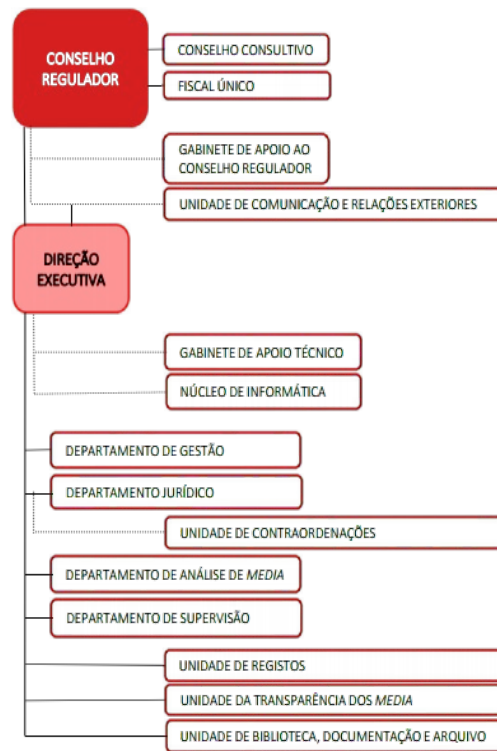 CONSELHO
REGULADOR
CONSELHO CONSULTIVO
FISCAL ÚNICO
GABINETE DE APOIO AO
CONSELHO REGULADOR
UNIDADE DE COMUNICAÇÃO E RELAÇÕES EXTERIORES
DIREÇÃO
EXECUTIVA
GABINETE DE APOIO TÉCNICO
NÚCLEO DE INFORMÁTICA
DEPARTAMENTO DE GESTÃO
DEPARTAMENTO JURÍDICO
UNIDADE DE CONTRAORDENAÇÕES
DEPARTAMENTO DE ANÁLISE DE MEDIA
DEPARTAMENTO DE SUPERVISÃO
UNIDADE DE REGISTOS
UNIDADE DA TRANSPARÊNCIA DOS MEDIA
UNIDADE DE BIBLIOTECA, DOCUMENTAÇÃO E ARQUIVO